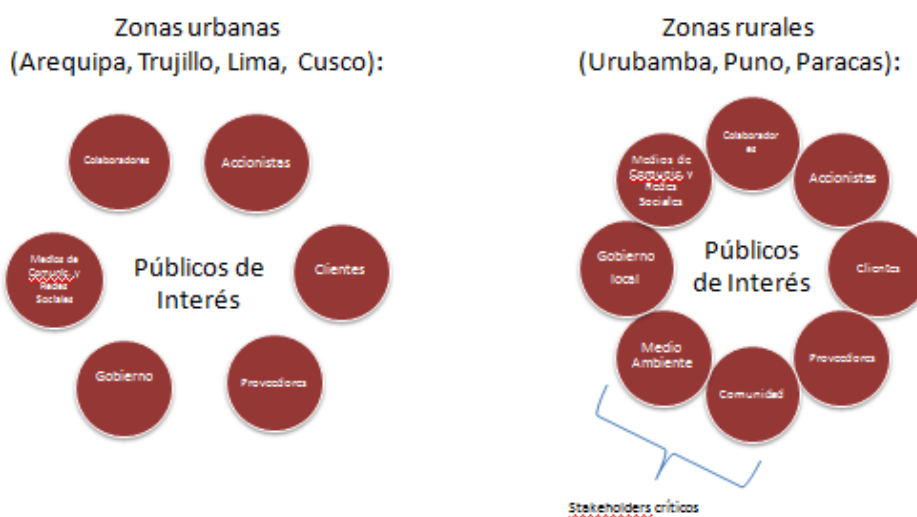 Zonas urbanas
(Arequipa, Trujillo, Lima, Cusco):
Colaboradores
Accionistas
Medios de
Comunic. y
Redes
Sociales
Públicos de
Interés
Clientes
Gobierno
Proveedores
Zonas rurales
(Urubamba, Puno, Paracas):
Colaborador
es
Medios de
Comunic. y
Redes
Sociales
Accionistas
Gobierno
local
Públicos
de Interés
Clientes
Medio
Ambiente
Proveedores
Comunidad
Stakeholders críticos